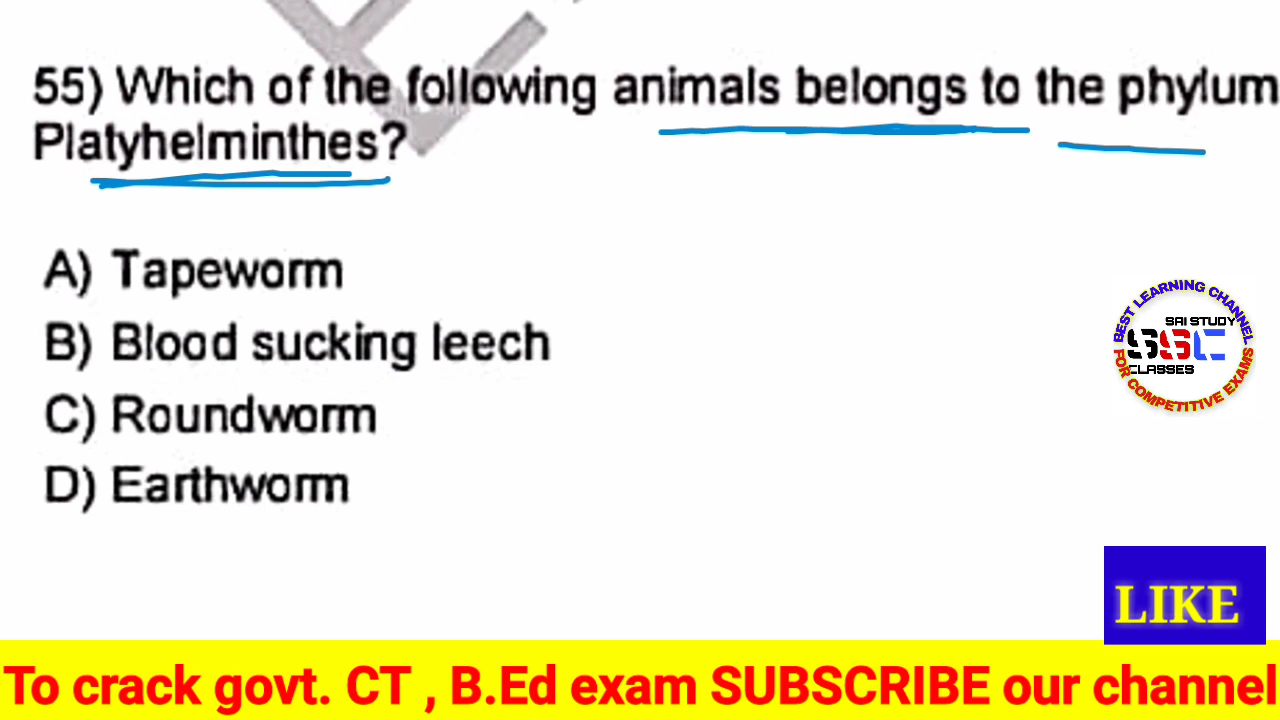 55) Which of the following animals belongs to the phylum
Platyhelminthes?
A) Tapeworm
B) Blood sucking leech
C) Roundworm
D) Earthworm
BEST LEARNING CHANNEL
SAI STUDY
SSC
CLASSES
FOR COMPETITIVE EXAMS
LIKE
To crack govt. CT , B.Ed exam SUBSCRIBE our channel